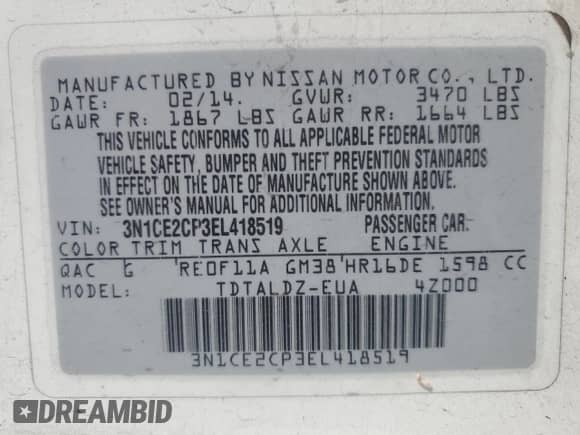 MANUFACTURED BY NISSAN MOTOR CO., LTD.
DATE: 02/14. GVWR: 3470 LBS
GAWR FR: 1867 LBS GAWR RR: 1664 LBS
THIS VEHICLE CONFORMS TO ALL APPLICABLE FEDERAL MOTOR
VEHICLE SAFETY, BUMPER AND THEFT PREVENTION STANDARDS
IN EFFECT ON THE DATE OF MANUFACTURE SHOWN ABOVE.
SEE OWNER'S MANUAL FOR ADDITIONAL INFORMATION.
VIN: 3N1CE2CP3EL418519 PASSENGER CAR.
COLOR TRIM TRANS AXLE ENGINE
QAC G RE0F11A GM38 HR16DE 1598 CC
MODEL: TDTALDZ-EUA 4Z000
3N1CE2CP3EL418519
DREAMBID